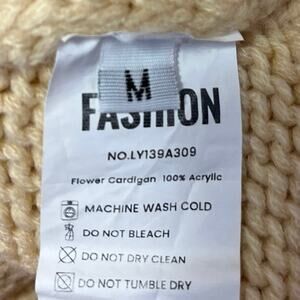 M
FASHION
NO.LY139A309
Flower Cardigan 100% Acrylic
MACHINE WASH COLD
DO NOT BLEACH
DO NOT DRY CLEAN
DO NOT TUMBLE DRY